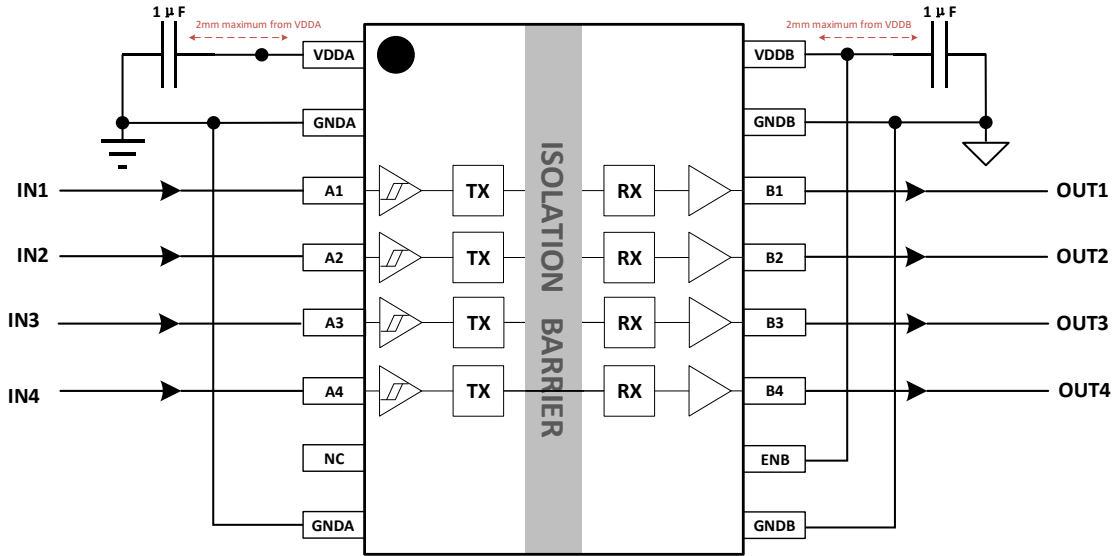 1 μF
2mm maximum from VDDA
2mm maximum from VDDB
1 μF
VDDA
VDDB
GNDA
GNDB
ISOLATION BARRIER
IN1
A1
TX
RX
B1
OUT1
IN2
A2
TX
RX
B2
OUT2
IN3
A3
TX
RX
B3
OUT3
IN4
A4
TX
RX
B4
OUT4
NC
ENB
GNDA
GNDB